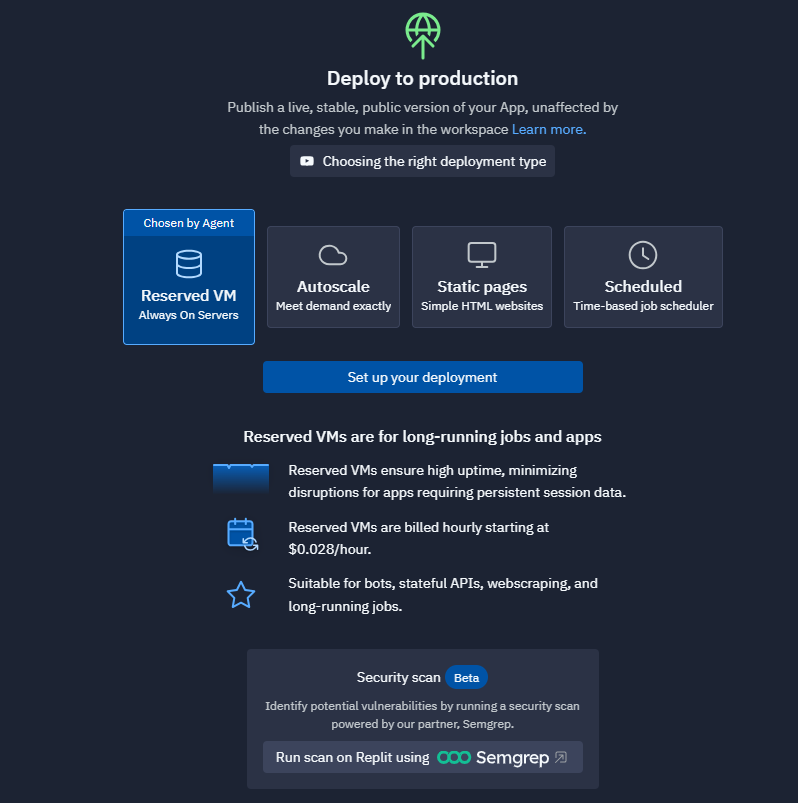 Deploy to production
Publish a live, stable, public version of your App, unaffected by
the changes you make in the workspace Learn more.
Choosing the right deployment type
Chosen by Agent
Reserved VM
Always On Servers
Autoscale
Meet demand exactly
Static pages
Simple HTML websites
Scheduled
Time-based job scheduler
Set up your deployment
Reserved VMs are for long-running jobs and apps
Reserved VMs ensure high uptime, minimizing
disruptions for apps requiring persistent session data.
Reserved VMs are billed hourly starting at
$0.028/hour.
Suitable for bots, stateful APIs, webscraping, and
long-running jobs.
Security scan Beta
Identify potential vulnerabilities by running a security scan
powered by our partner, Semgrep.
Run scan on Replit using Semgrep